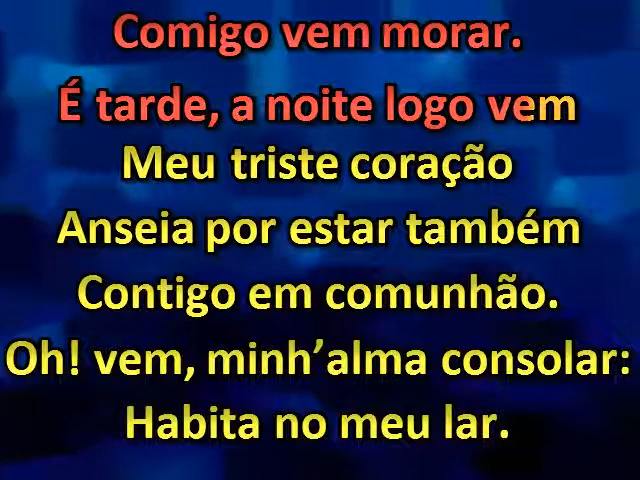 Comigo vem morar.
É tarde, a noite logo vem
Meu triste coração
Anseia por estar também
Contigo em comunhão.
Oh! vem, minh’alma consolar:
Habita no meu lar.